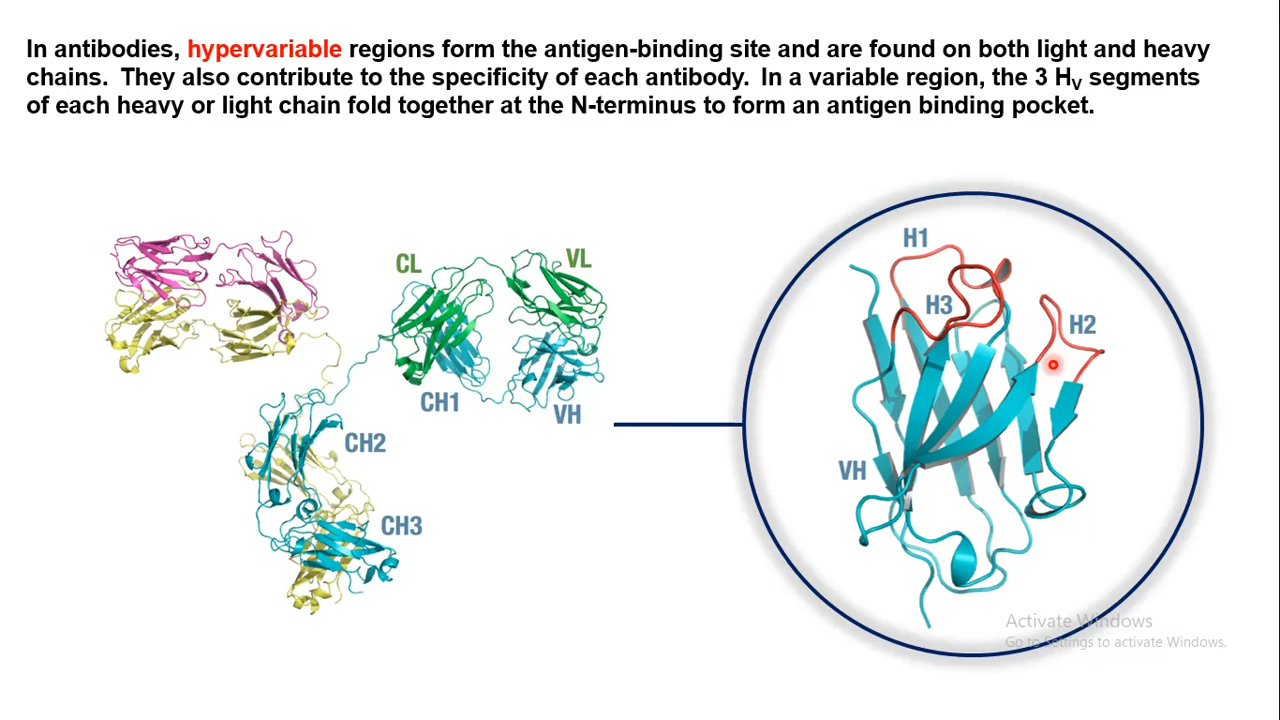 In antibodies, hypervariable regions form the antigen-binding site and are found on both light and heavy
chains.  They also contribute to the specificity of each antibody.  In a variable region, the 3 HV segments
of each heavy or light chain fold together at the N-terminus to form an antigen binding pocket.
CL
VL
CH1
VH
CH2
CH3
H1
H3
H2
VH
Activate Windows
Go to Settings to activate Windows.